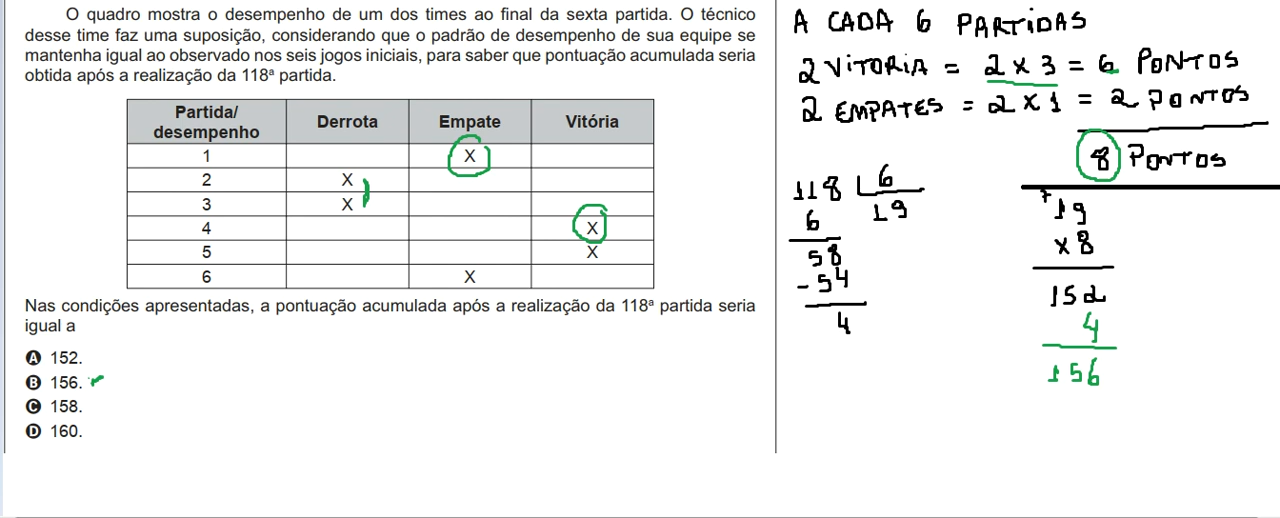 O quadro mostra o desempenho de um dos times ao final da sexta partida. O técnico
desse time faz uma suposição, considerando que o padrão de desempenho de sua equipe se
mantenha igual ao observado nos seis jogos iniciais, para saber que pontuação acumulada seria
obtida após a realização da 118ª partida.
Partida/
desempenho Derrota Empate Vitória
1 X
2 X
3 X
4 X
5 X
6 X
Nas condições apresentadas, a pontuação acumulada após a realização da 118ª partida seria
igual a
A 152.
B 156.
C 158.
D 160.
A CADA 6 PARTIDAS
2 VITORIA = 2 x 3 = 6 PONTOS
2 EMPATES = 2 x 1 = 2 PONTOS
8 PONTOS
118 6
6 19
58
- 54
4
7
19
x 8
152
4
156